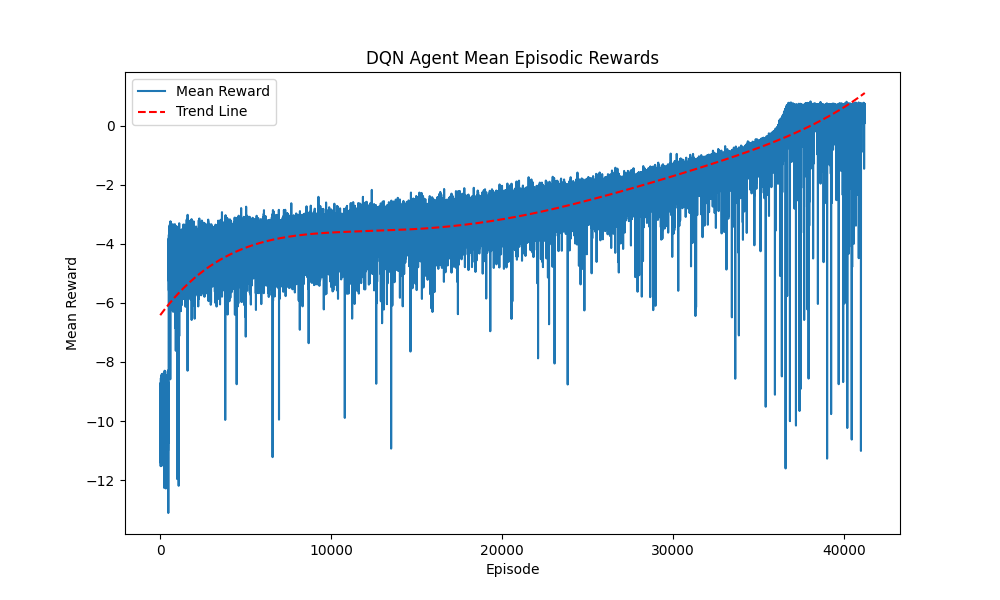 DQN Agent Mean Episodic Rewards
Mean Reward
Trend Line
0
−2
−4
−6
−8
−10
−12
Mean Reward
0 10000 20000 30000 40000
Episode